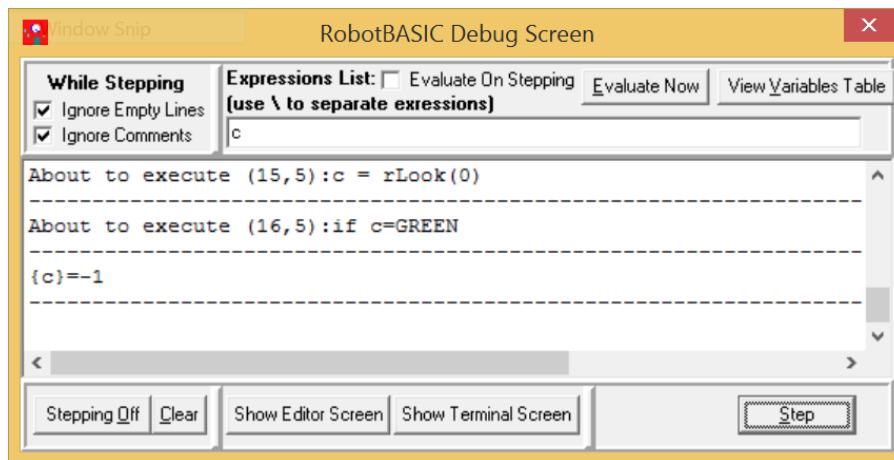 Window Snip
RobotBASIC Debug Screen
While Stepping
Ignore Empty Lines
Ignore Comments
Expressions List: Evaluate On Stepping
(use \ to separate exressions)
Evaluate Now
View Variables Table
c
About to execute (15,5):c = rLook(0)
--------------------------------------------------------------
About to execute (16,5):if c=GREEN
--------------------------------------------------------------
{c}=-1
--------------------------------------------------------------
Stepping Off
Clear
Show Editor Screen
Show Terminal Screen
Step